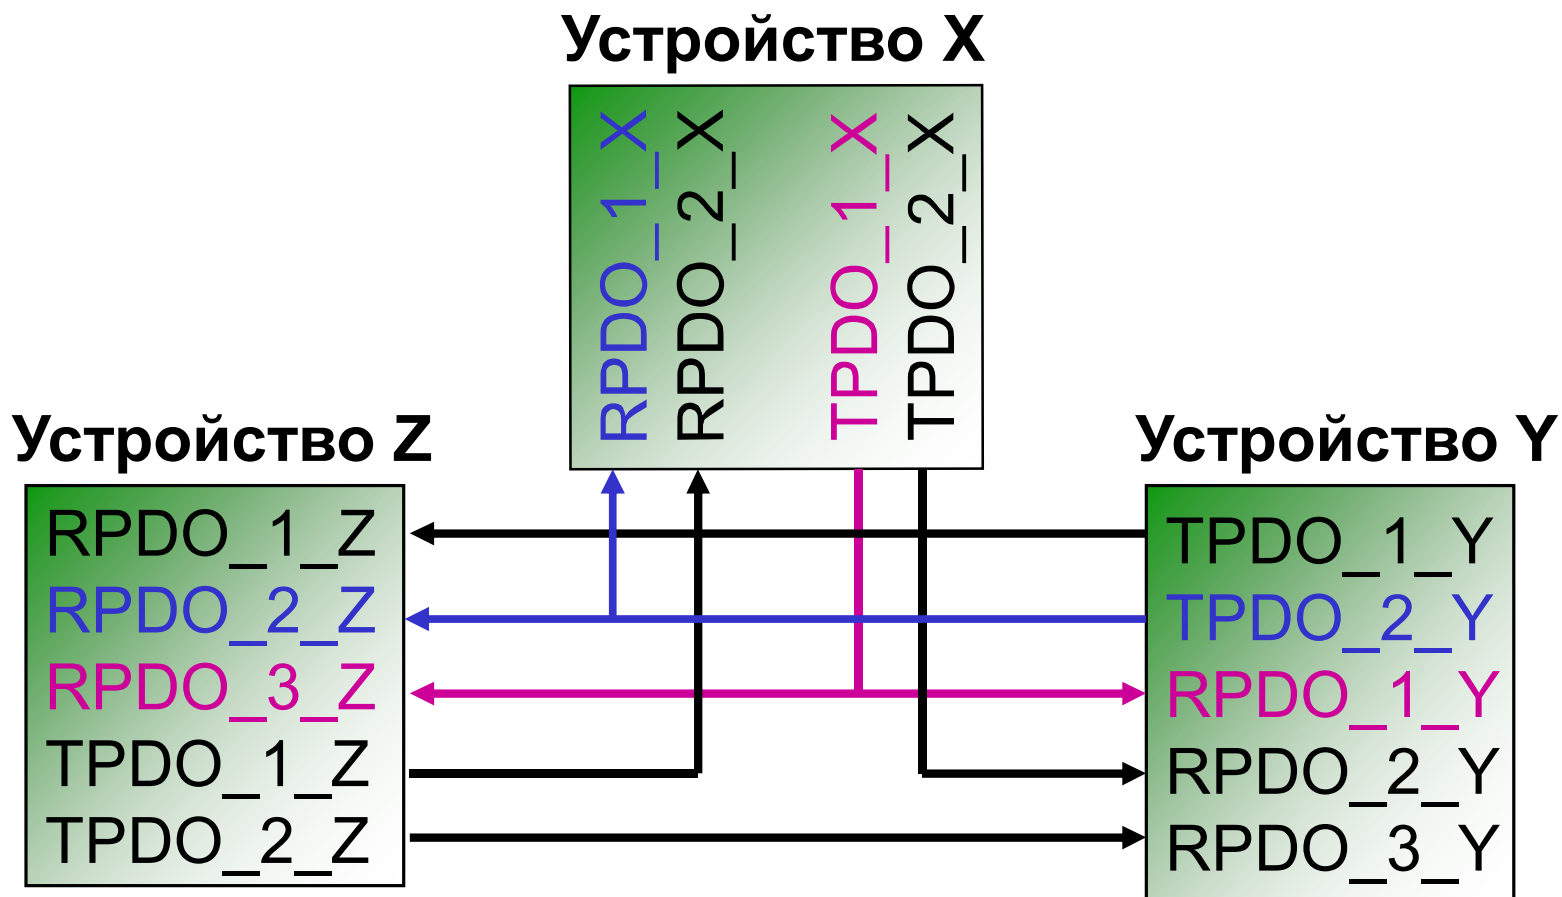 Устройство X
RPDO_1_X
RPDO_2_X
TPDO_1_X
TPDO_2_X
Устройство Z
RPDO_1_Z
RPDO_2_Z
RPDO_3_Z
TPDO_1_Z
TPDO_2_Z
Устройство Y
TPDO_1_Y
TPDO_2_Y
RPDO_1_Y
RPDO_2_Y
RPDO_3_Y